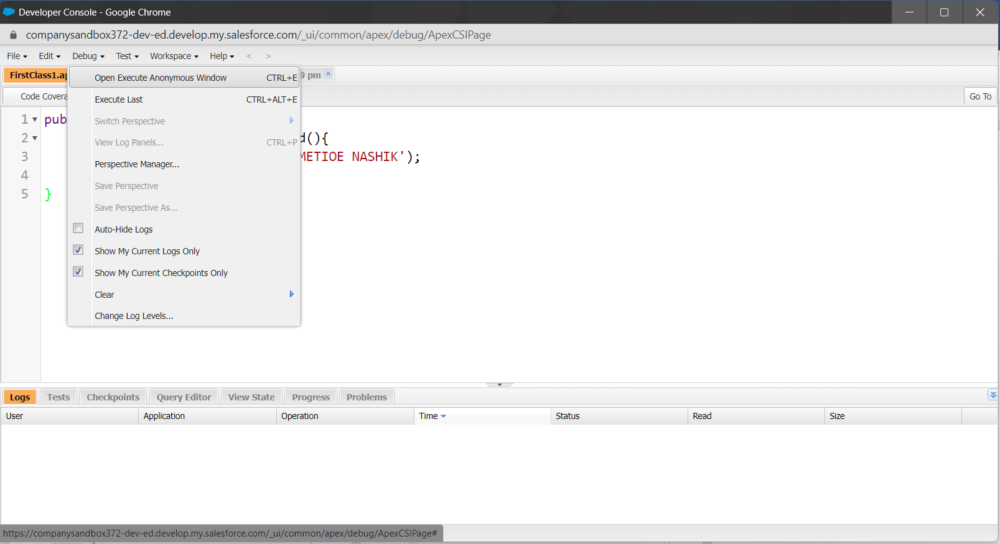 Developer Console - Google Chrome
companysandbox372-dev-ed.develop.my.salesforce.com/_ui/common/apex/debug/ApexCSIPage
File Edit Debug Test Workspace Help < >
FirstClass1.ap 9 pm
Open Execute Anonymous Window CTRL+E
Code Covera Go To
Execute Last CTRL+ALT+E
1 pub
Switch Perspective
2 d(){
View Log Panels... CTRL+P
3 METIOE NASHIK');
Perspective Manager...
4
Save Perspective
5 }
Save Perspective As...
Auto-Hide Logs
Show My Current Logs Only
Show My Current Checkpoints Only
Clear
Change Log Levels...
Logs Tests Checkpoints Query Editor View State Progress Problems
User Application Operation Time Status Read Size
https://companysandbox372-dev-ed.develop.my.salesforce.com/_ui/common/apex/debug/ApexCSIPage#